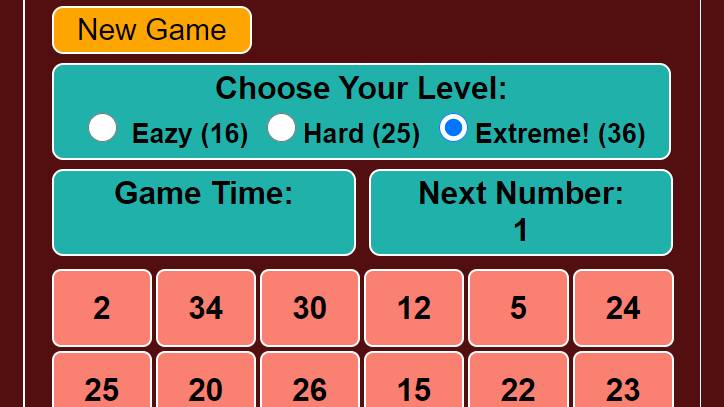 New Game
Choose Your Level:
Eazy (16) Hard (25) Extreme! (36)
Game Time: Next Number:
1
2 34 30 12 5 24
25 20 26 15 22 23